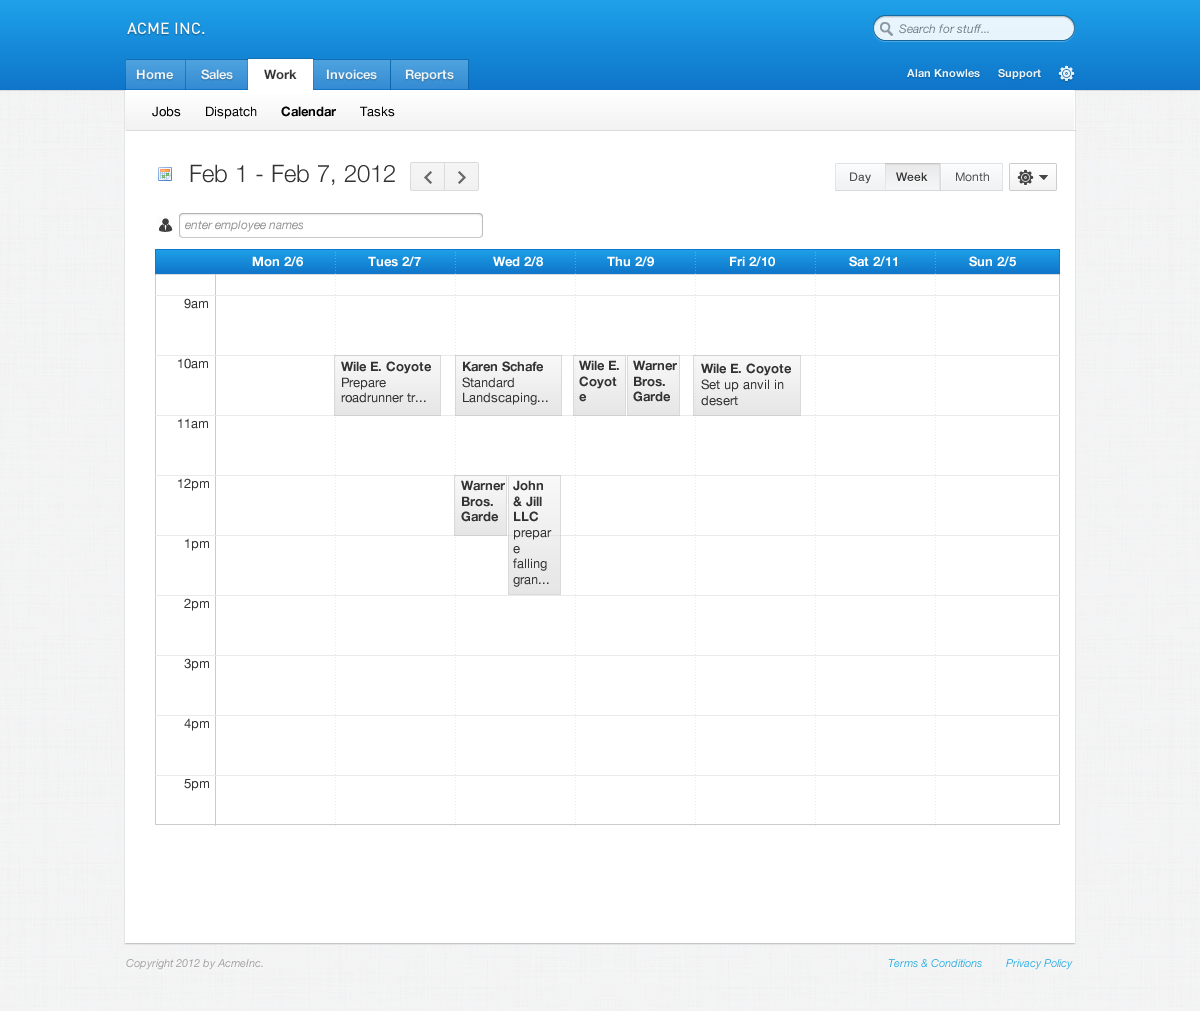 ACME INC.
Search for stuff...
Home
Sales
Work
Invoices
Reports
Alan Knowles
Support
Jobs
Dispatch
Calendar
Tasks
Feb 1 - Feb 7, 2012
Day
Week
Month
enter employee names
Mon 2/6
Tues 2/7
Wed 2/8
Thu 2/9
Fri 2/10
Sat 2/11
Sun 2/5
9am
10am
Wile E. Coyote
Prepare
roadrunner tr...
Karen Schafe
Standard
Landscaping...
Wile E.
Coyot
e
Warner
Bros.
Garde
Wile E. Coyote
Set up anvil in
desert
11am
12pm
Warner
Bros.
Garde
John
& Jill
LLC
prepar
e
falling
gran...
1pm
2pm
3pm
4pm
5pm
Copyright 2012 by AcmeInc.
Terms & Conditions
Privacy Policy